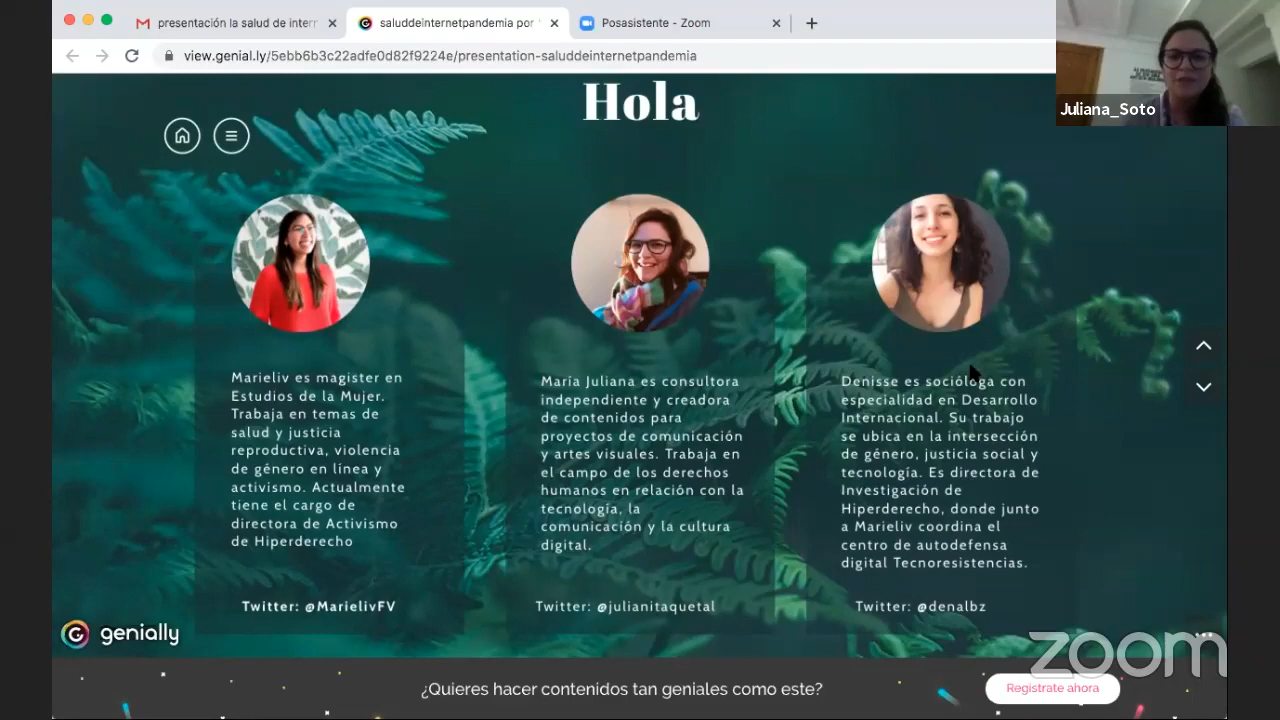 presentación la salud de interr
saluddeinternetpandemia por
Posasistente - Zoom
view.genial.ly/5ebb6b3c22adfe0d82f9224e/presentation-saluddeinternetpandemia
Juliana_Soto
Hola
Marieliv es magister en
Estudios de la Mujer.
Trabaja en temas de
salud y justicia
reproductiva, violencia
de género en línea y
activismo. Actualmente
tiene el cargo de
directora de Activismo
de Hiperderecho
Twitter: @MarielivFV
María Juliana es consultora
independiente y creadora
de contenidos para
proyectos de comunicación
y artes visuales. Trabaja en
el campo de los derechos
humanos en relación con la
tecnología, la
comunicación y la cultura
digital.
Twitter: @julianitaquetal
Denisse es socióloga con
especialidad en Desarrollo
Internacional. Su trabajo
se ubica en la intersección
de género, justicia social y
tecnología. Es directora de
Investigación de
Hiperderecho, donde junto
a Marieliv coordina el
centro de autodefensa
digital Tecnoresistencias.
Twitter: @denalbz
genially
zoom
¿Quieres hacer contenidos tan geniales como este?
Registrate ahora